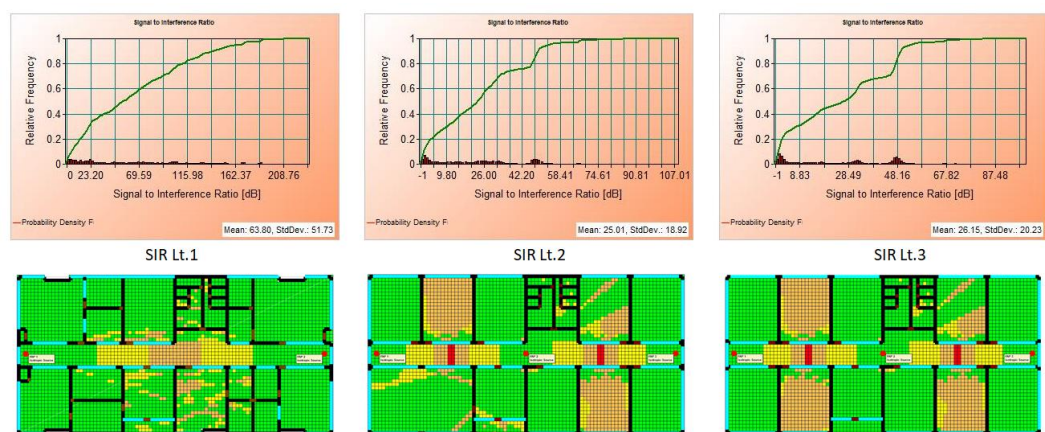 Signal to Interference Ratio
Relative Frequency
1
0.8
0.6
0.4
0.2
0
0 23.20 69.59 115.98 162.37 208.76
Signal to Interference Ratio [dB]
Probability Density F
Mean: 63.80, StdDev.: 51.73
Signal to Interference Ratio
Relative Frequency
1
0.8
0.6
0.4
0.2
0
-1 9.80 26.00 42.20 58.41 74.61 90.81 107.01
Signal to Interference Ratio [dB]
Probability Density F
Mean: 25.01, StdDev.: 18.92
Signal to Interference Ratio
Relative Frequency
1
0.8
0.6
0.4
0.2
0
-1 8.83 28.49 48.16 67.82 87.48
Signal to Interference Ratio [dB]
Probability Density F
Mean: 26.15, StdDev.: 20.23
SIR Lt.1
SIR Lt.2
SIR Lt.3